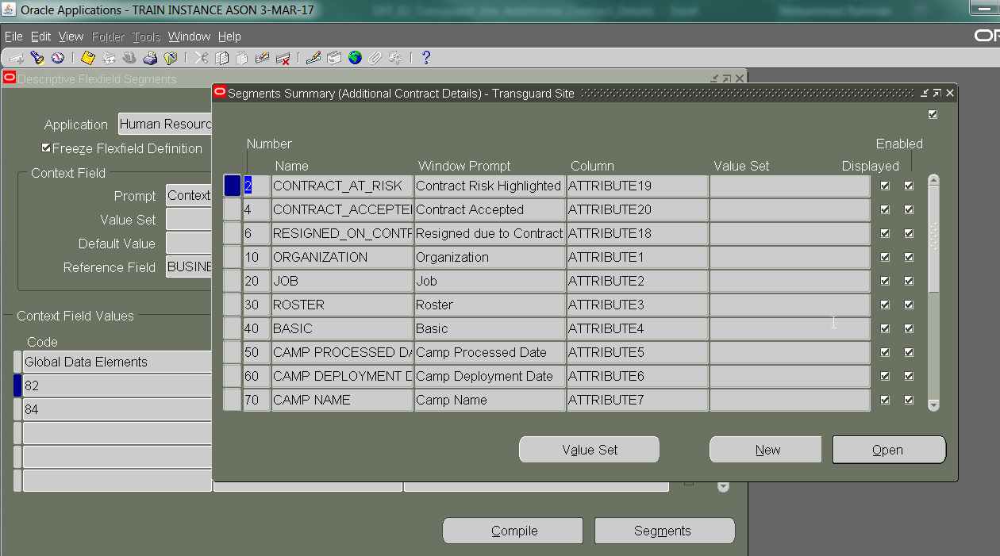 Oracle Applications - TRAIN INSTANCE ASON 3-MAR-17
File Edit View Folder Tools Window Help
Descriptive Flexfield Segments
Segments Summary (Additional Contract Details) - Transguard Site
Application Human Resourc
Freeze Flexfield Definition
Context Field
Prompt Context
Value Set
Default Value
Reference Field BUSINE
Context Field Values
Code
Global Data Elements
82
84
Number Enabled
Name Window Prompt Column Value Set Displayed
2 CONTRACT_AT_RISK Contract Risk Highlighted ATTRIBUTE19
4 CONTRACT_ACCEPTE Contract Accepted ATTRIBUTE20
6 RESIGNED_ON_CONT Resigned due to Contract ATTRIBUTE18
10 ORGANIZATION Organization ATTRIBUTE1
20 JOB Job ATTRIBUTE2
30 ROSTER Roster ATTRIBUTE3
40 BASIC Basic ATTRIBUTE4
50 CAMP PROCESSED DA Camp Processed Date ATTRIBUTE5
60 CAMP DEPLOYMENT D Camp Deployment Date ATTRIBUTE6
70 CAMP NAME Camp Name ATTRIBUTE7
Value Set New Open
Compile Segments